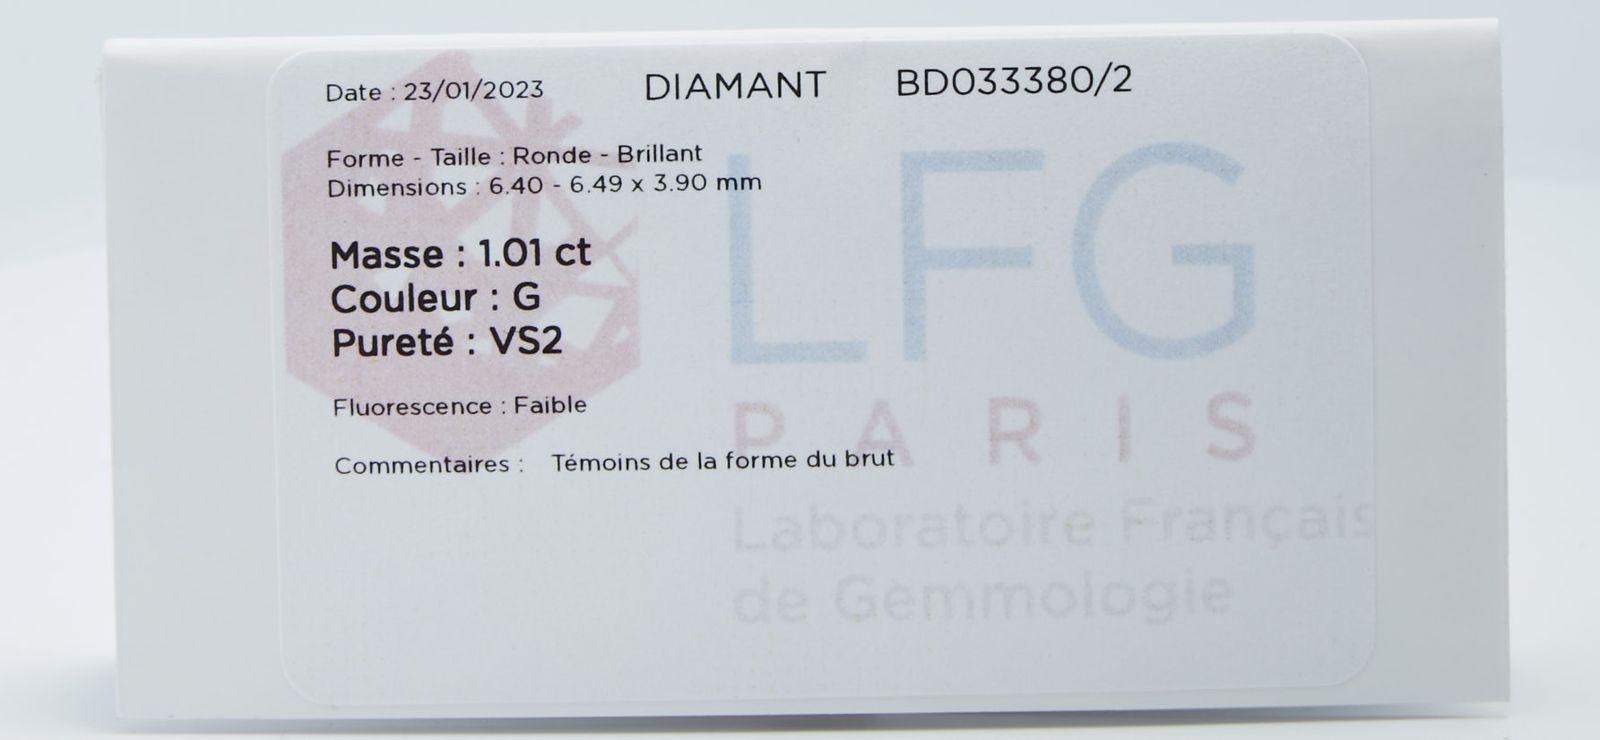 Date : 23/01/2023 DIAMANT BD033380/2
Forme - Taille : Ronde - Brillant
Dimensions : 6.40 - 6.49 x 3.90 mm
Masse : 1.01 ct
Couleur : G
Pureté : VS2
Fluorescence : Faible
Commentaires : Témoins de la forme du brut
LFG
PARIS
Laboratoire Français
de Gemmologie